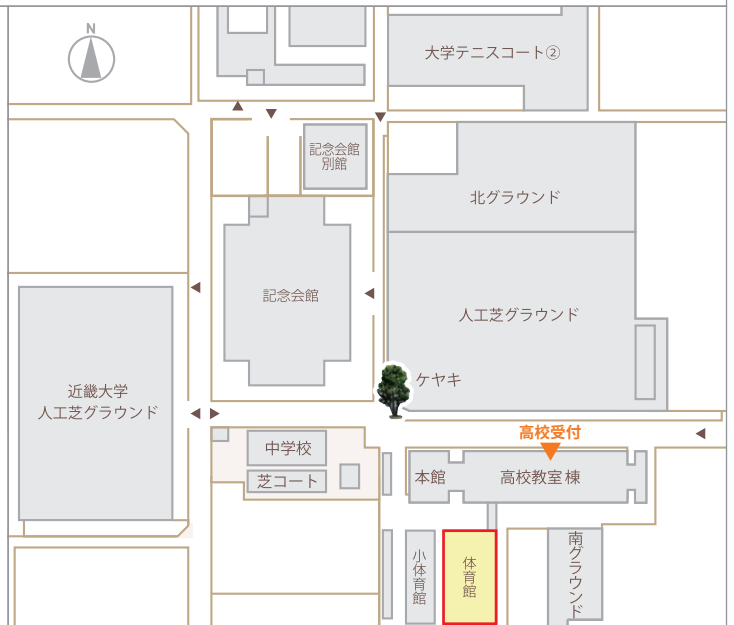 N
大学テニスコート②
記念会館
別館
北グラウンド
記念会館
人工芝グラウンド
近畿大学
人工芝グラウンド
ケヤキ
高校受付
中学校
芝コート
本館
高校教室棟
小体育館
体育館
南グラウンド